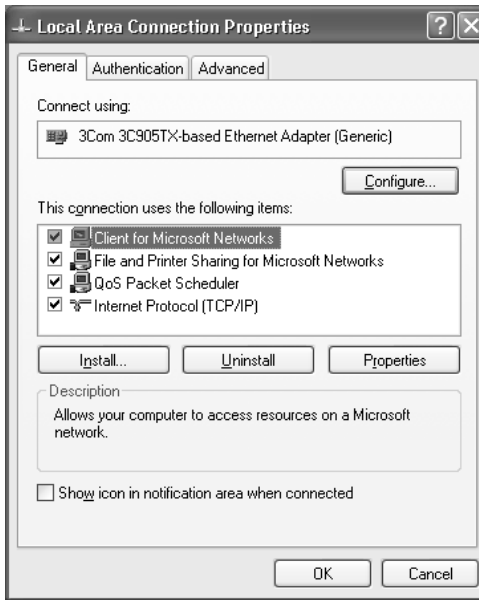 Local Area Connection Properties
General Authentication Advanced
Connect using:
3Com 3C905TX-based Ethernet Adapter (Generic)
Configure...
This connection uses the following items:
Client for Microsoft Networks
File and Printer Sharing for Microsoft Networks
QoS Packet Scheduler
Internet Protocol (TCP/IP)
Install... Uninstall Properties
Description
Allows your computer to access resources on a Microsoft
network.
Show icon in notification area when connected
OK Cancel